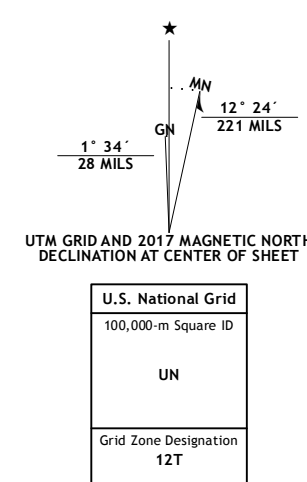 ★
MN
GN
12° 24´
221 MILS
1° 34´
28 MILS
UTM GRID AND 2017 MAGNETIC NORTH
DECLINATION AT CENTER OF SHEET
U.S. National Grid
100,000-m Square ID
UN
Grid Zone Designation
12T